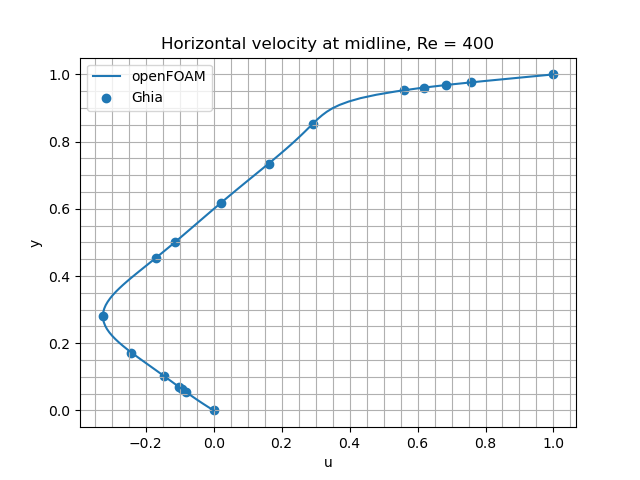 Horizontal velocity at midline, Re = 400
openFOAM
Ghia
1.0
0.8
0.6
0.4
0.2
0.0
y
−0.2 0.0 0.2 0.4 0.6 0.8 1.0
u